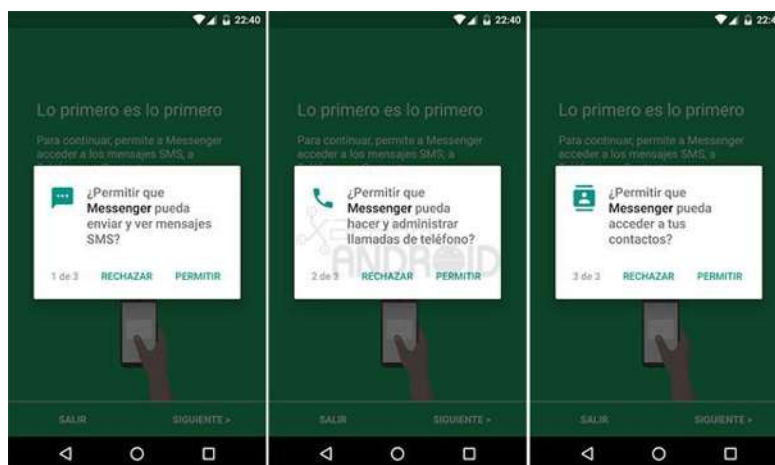 22:40
Lo primero es lo primero
Para continuar, permite a Messenger
acceder a los mensajes SMS, a
¿Permitir que
Messenger pueda
enviar y ver mensajes
SMS?
1 de 3 RECHAZAR PERMITIR
SALIR SIGUIENTE >
22:40
Lo primero es lo primero
Para continuar, permite a Messenger
acceder a los mensajes SMS, a
¿Permitir que
Messenger pueda
hacer y administrar
llamadas de teléfono?
2 de 3 RECHAZAR PERMITIR
ANDROID
SALIR SIGUIENTE >
Lo primero es lo primero
Para continuar, permite a Messenger
acceder a los mensajes SMS, a
¿Permitir que
Messenger pueda
acceder a tus
contactos?
3 de 3 RECHAZAR PERMITIR
SALIR SIGUIENTE >